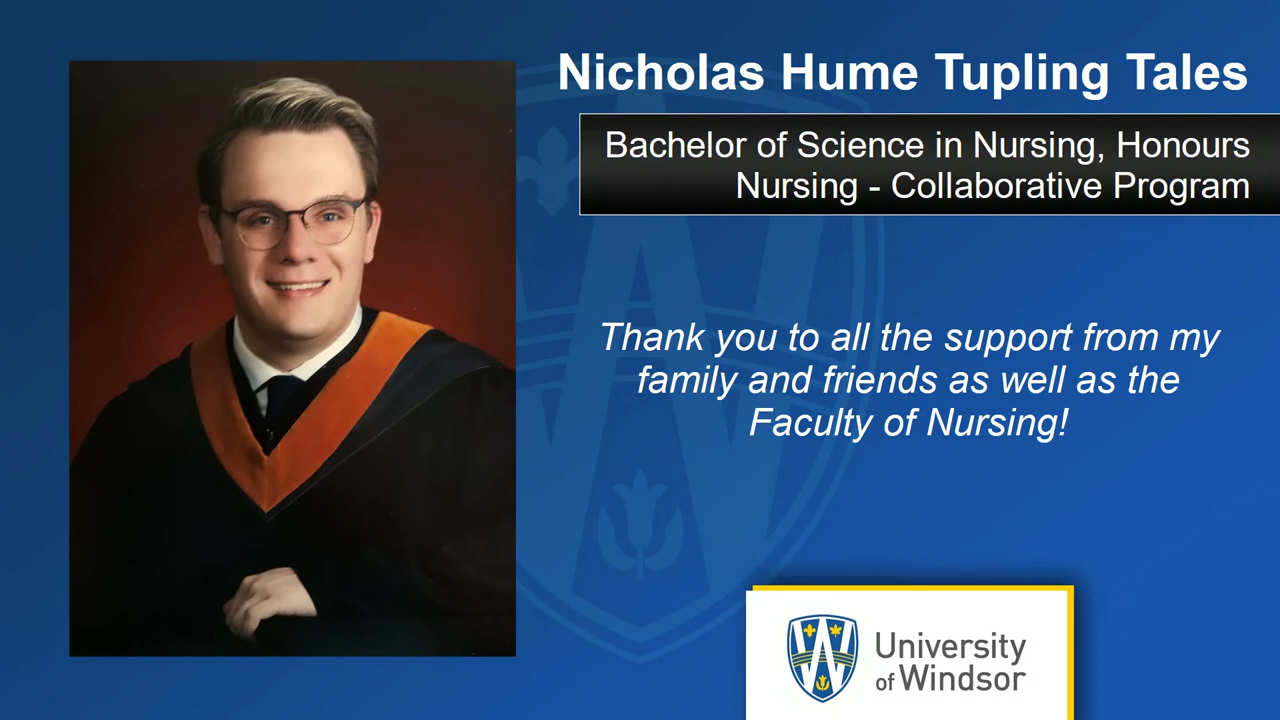 Nicholas Hume Tupling Tales
Bachelor of Science in Nursing, Honours
Nursing - Collaborative Program
Thank you to all the support from my
family and friends as well as the
Faculty of Nursing!
University
of Windsor